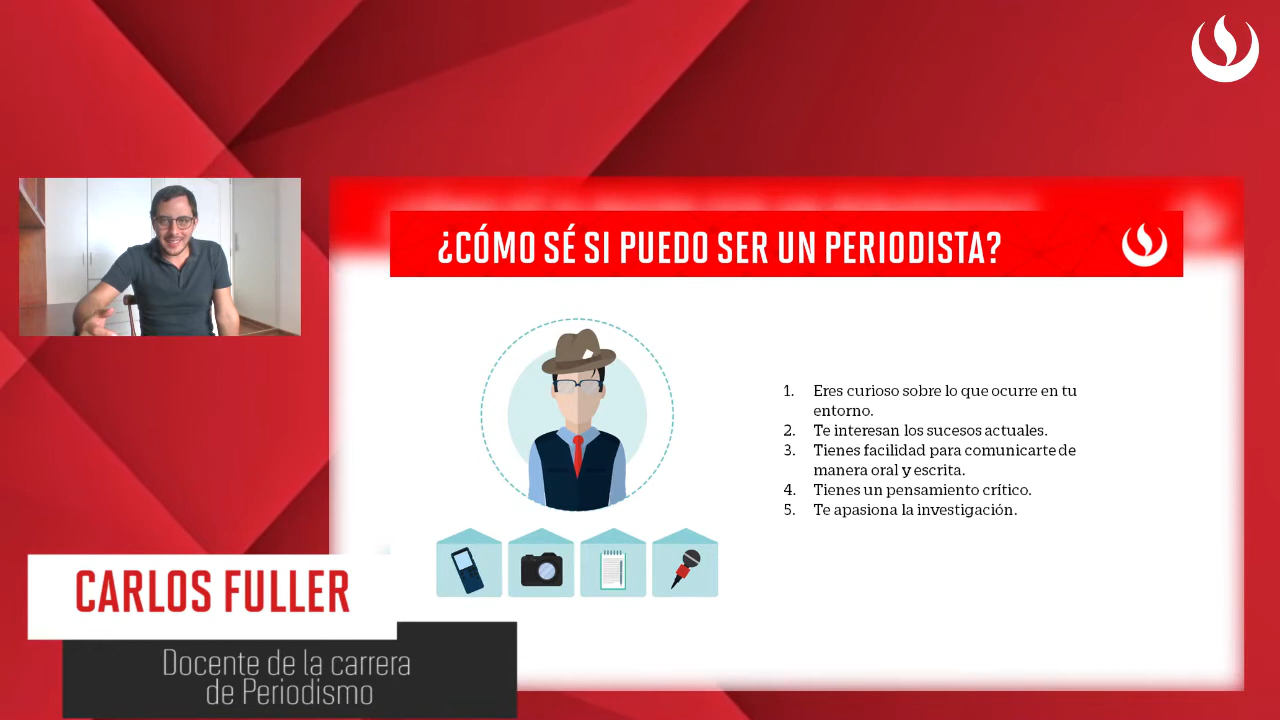 ¿CÓMO SÉ SI PUEDO SER UN PERIODISTA?
1. Eres curioso sobre lo que ocurre en tu
entorno.
2. Te interesan los sucesos actuales.
3. Tienes facilidad para comunicarte de
manera oral y escrita.
4. Tienes un pensamiento crítico.
5. Te apasiona la investigación.
CARLOS FULLER
Docente de la carrera
de Periodismo